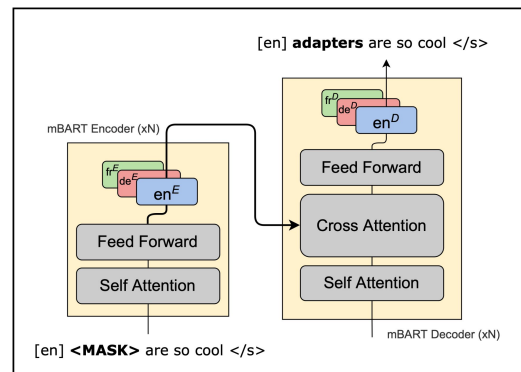 [en] adapters are so cool </s>
mBART Encoder (xN)
fr^E
de^E
en^E
Feed Forward
Self Attention
[en] <MASK> are so cool </s>
fr^D
de^D
en^D
Feed Forward
Cross Attention
Self Attention
mBART Decoder (xN)